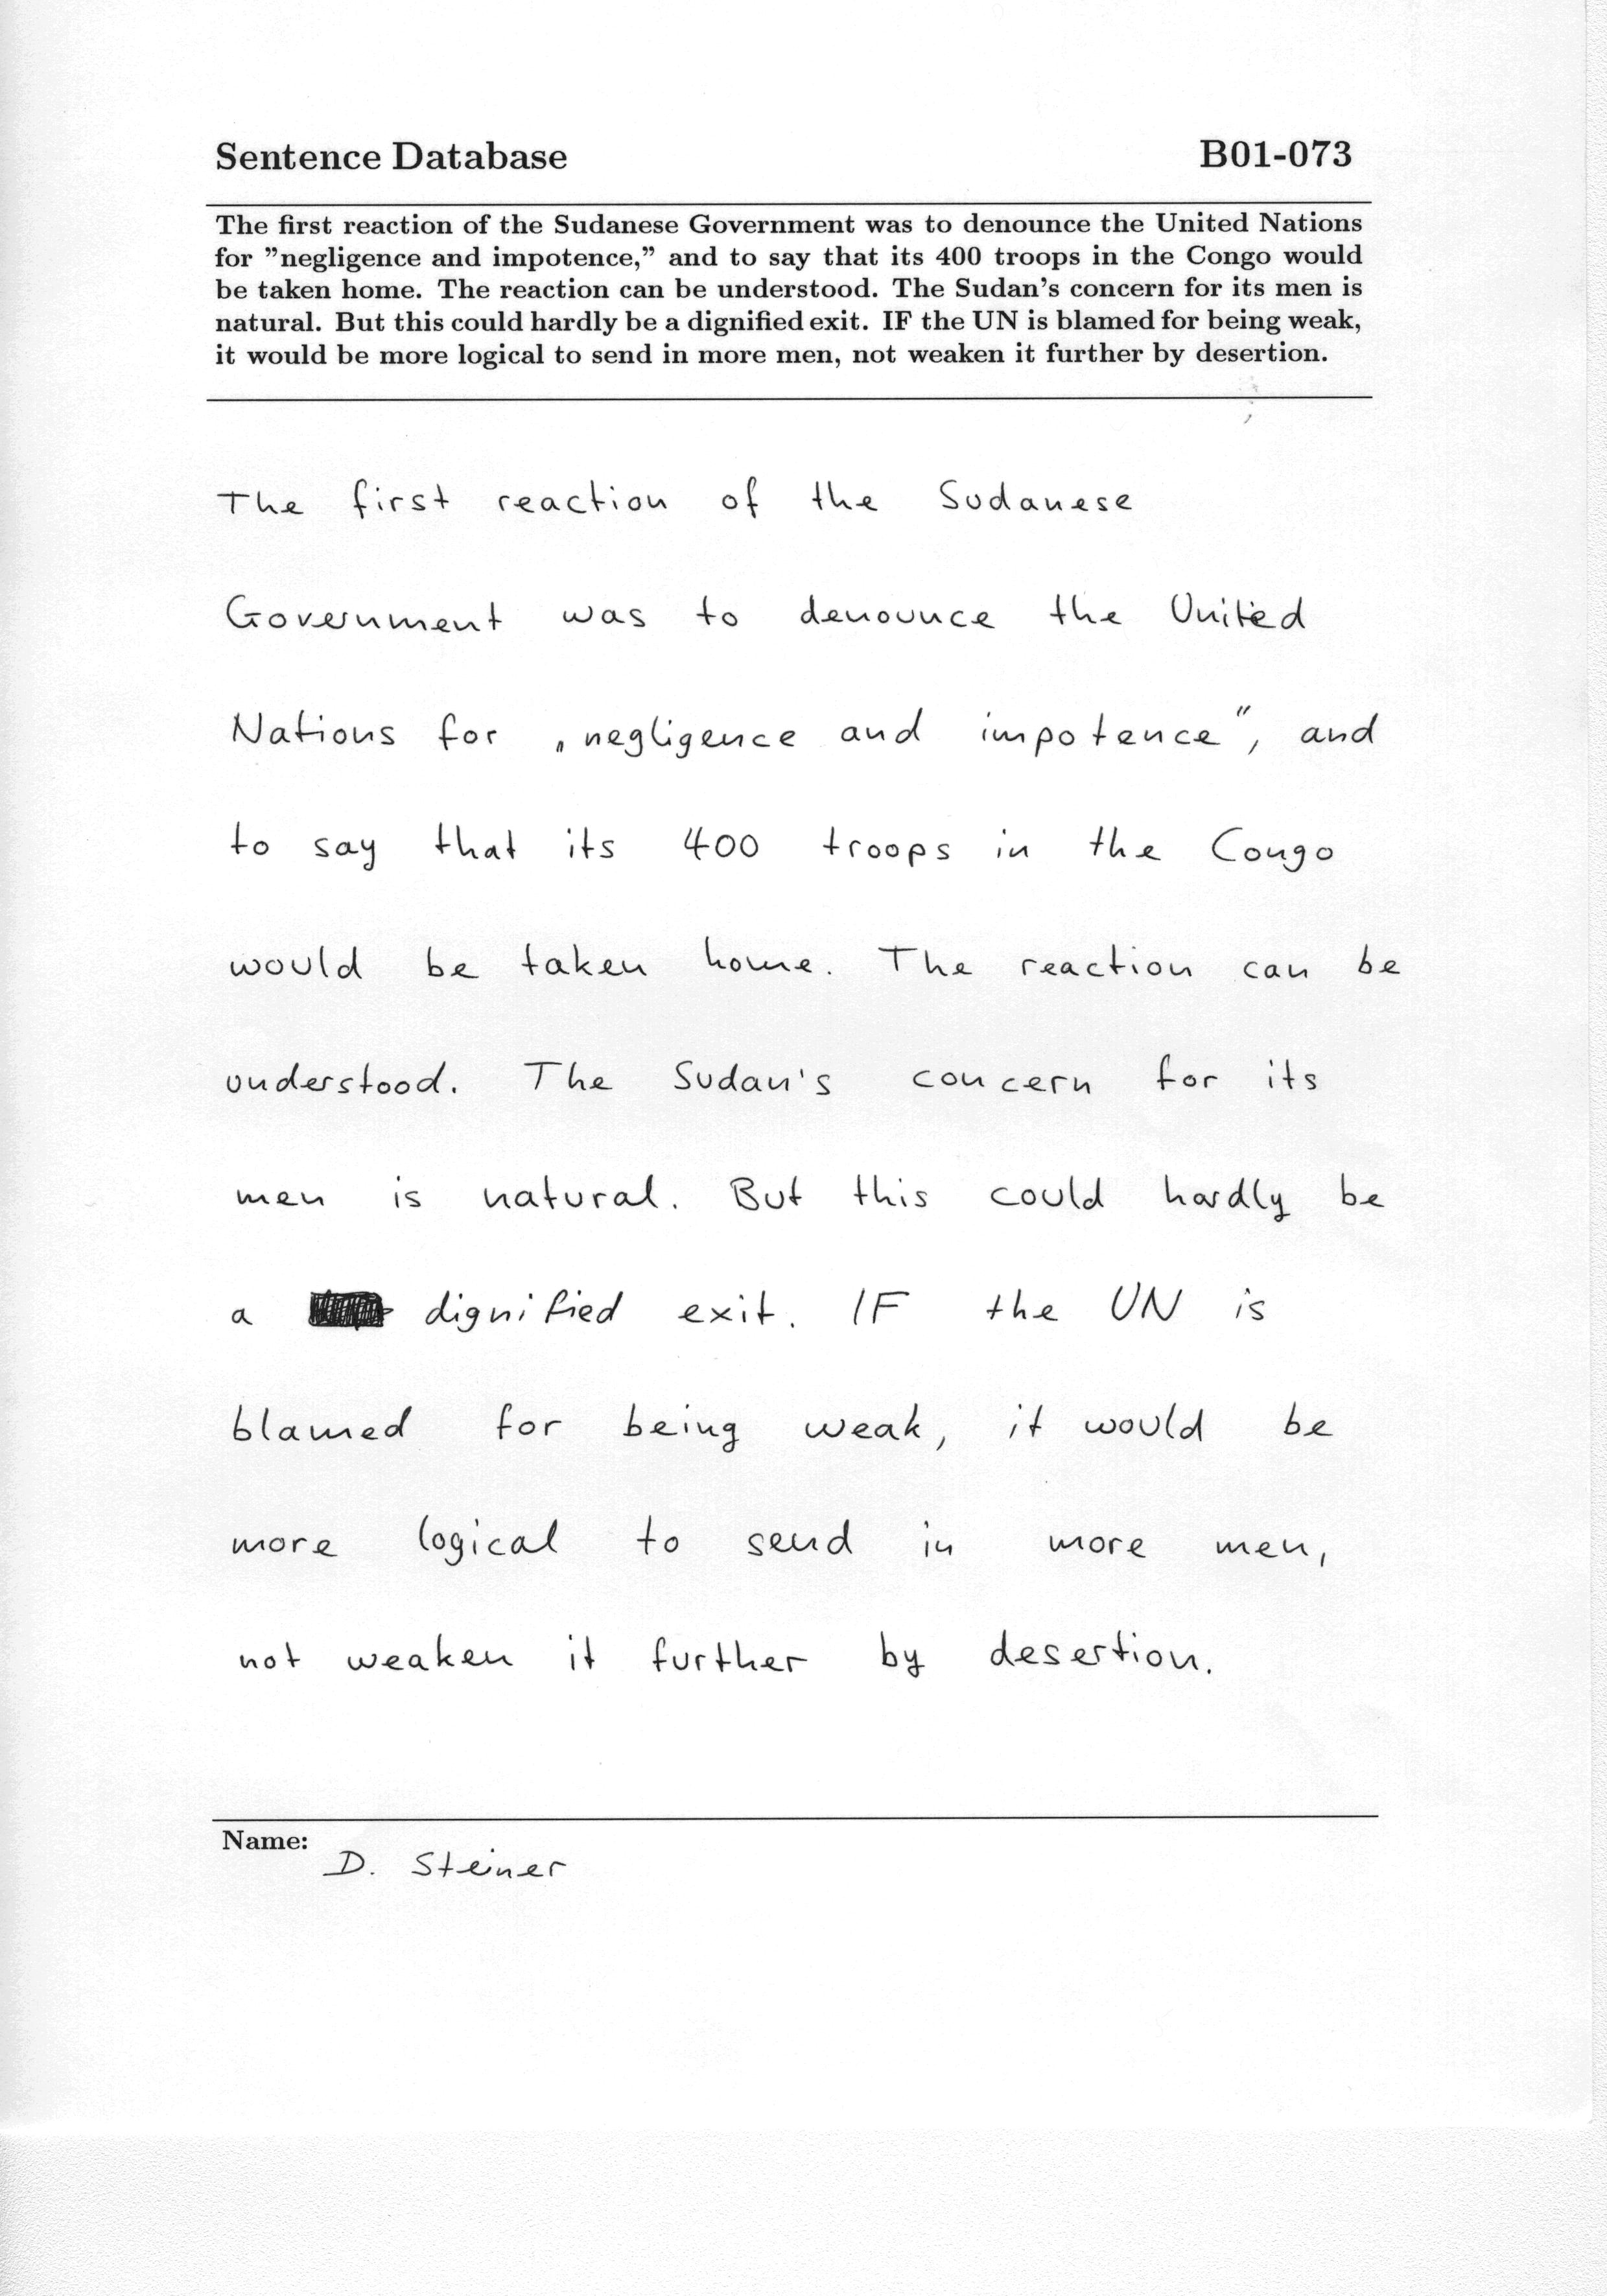 Sentence Database B01-073
The first reaction of the Sudanese Government was to denounce the United Nations
for ”negligence and impotence,” and to say that its 400 troops in the Congo would
be taken home. The reaction can be understood. The Sudan's concern for its men is
natural. But this could hardly be a dignified exit. IF the UN is blamed for being weak,
it would be more logical to send in more men, not weaken it further by desertion.
The first reaction of the Sudanese
Government was to denounce the United
Nations for „negligence and impotence", and
to say that its 400 troops in the Congo
would be taken home. The reaction can be
understood. The Sudan's concern for its
men is natural. But this could hardly be
a dignified exit. IF the UN is
blamed for being weak, it would be
more logical to send in more men,
not weaken it further by desertion.
Name: D. Steiner